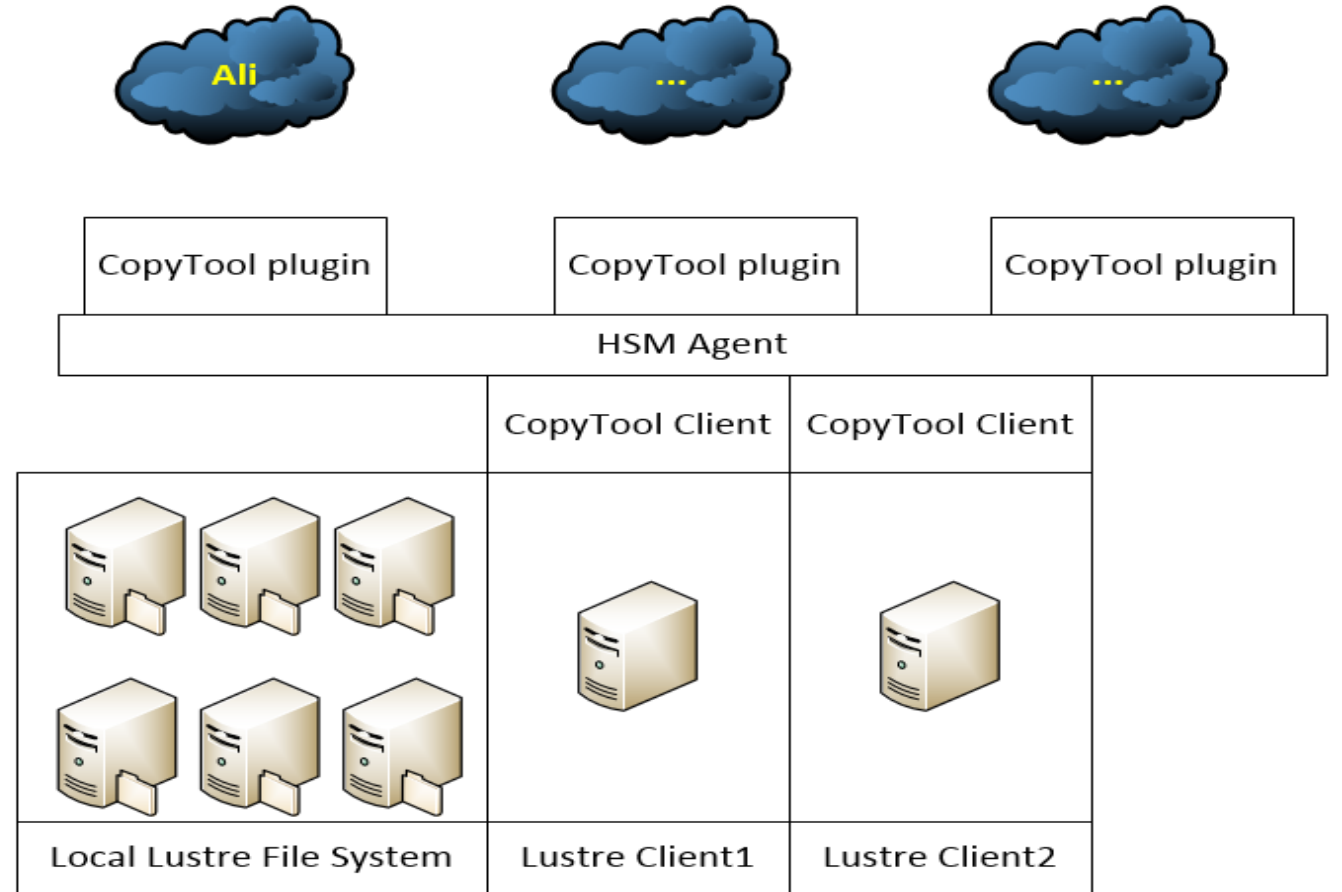 Ali
...
...
CopyTool plugin
CopyTool plugin
CopyTool plugin
HSM Agent
CopyTool Client
CopyTool Client
Local Lustre File System
Lustre Client1
Lustre Client2